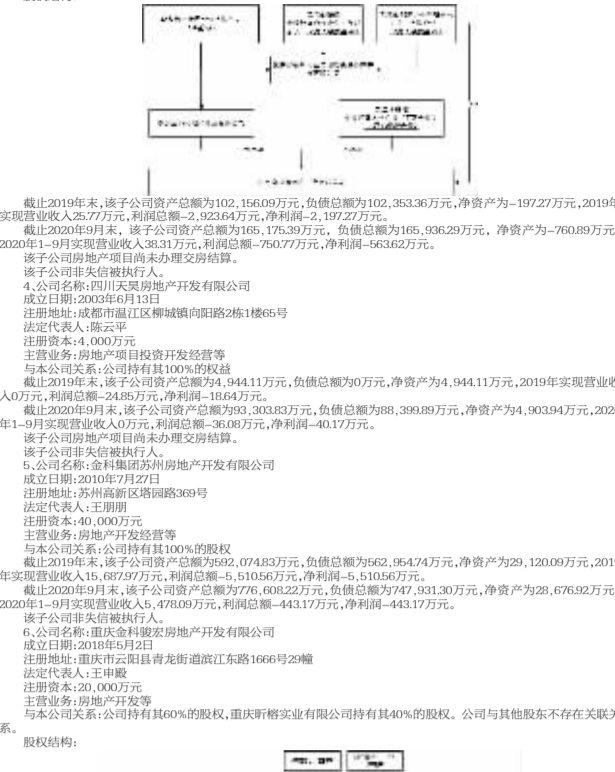 截止2019年末,该子公司资产总额为102,156.09万元,负债总额为102,353.36万元,净资产为-197.27万元,2019年
实现营业收入25.77万元,利润总额-2,923.64万元,净利润-2,197.27万元。
截止2020年9月末,该子公司资产总额为165,175.39万元,负债总额为165,936.29万元,净资产为-760.89万元
2020年1-9月实现营业收入38.31万元,利润总额-750.77万元,净利润-563.62万元。
该子公司房地产项目尚未办理交房结算。
该子公司非失信被执行人。
4、公司名称:四川天昊房地产开发有限公司
成立日期:2003年6月13日
注册地址:成都市温江区柳城镇向阳路2栋1楼65号
法定代表人:陈云平
注册资本:4,000万元
主营业务:房地产项目投资开发经营等
与本公司关系:公司持有其100%的权益
截止2019年末,该子公司资产总额为4,944.11万元,负债总额为0万元,净资产为4,944.11万元,2019年实现营业收
入0万元,利润总额-24.85万元,净利润-18.64万元。
截止2020年9月末,该子公司资产总额为93,303.83万元,负债总额为88,399.89万元,净资产为4,903.94万元,202
年1-9月实现营业收入0万元,利润总额-36.08万元,净利润-40.17万元。
该子公司房地产项目尚未办理交房结算。
该子公司非失信被执行人。
5、公司名称:金科集团苏州房地产开发有限公司
成立日期:2010年7月27日
注册地址:苏州高新区塔园路369号
法定代表人:王朋朋
注册资本:40,000万元
主营业务:房地产开发经营等
与本公司关系:公司持有其100%的股权
截止2019年末,该子公司资产总额为592,074.83万元,负债总额为562,954.74万元,净资产为29,120.09万元,201
年实现营业收入15,687.97万元,利润总额-5,510.56万元,净利润-5,510.56万元。
截止2020年9月末,该子公司资产总额为776,608.22万元,负债总额为747,931.30万元,净资产为28,676.92万元
2020年1-9月实现营业收入5,478.09万元,利润总额-443.17万元,净利润-443.17万元。
该子公司非失信被执行人。
6、公司名称:重庆金科骏宏房地产开发有限公司
成立日期:2018年5月2日
注册地址:重庆市云阳县青龙街道滨江东路1666号29幢
法定代表人:王申殿
注册资本:20,000万元
主营业务:房地产开发等
与本公司关系:公司持有其60%的股权,重庆昕榕实业有限公司持有其40%的股权。公司与其他股东不存在关联关
系。
股权结构: